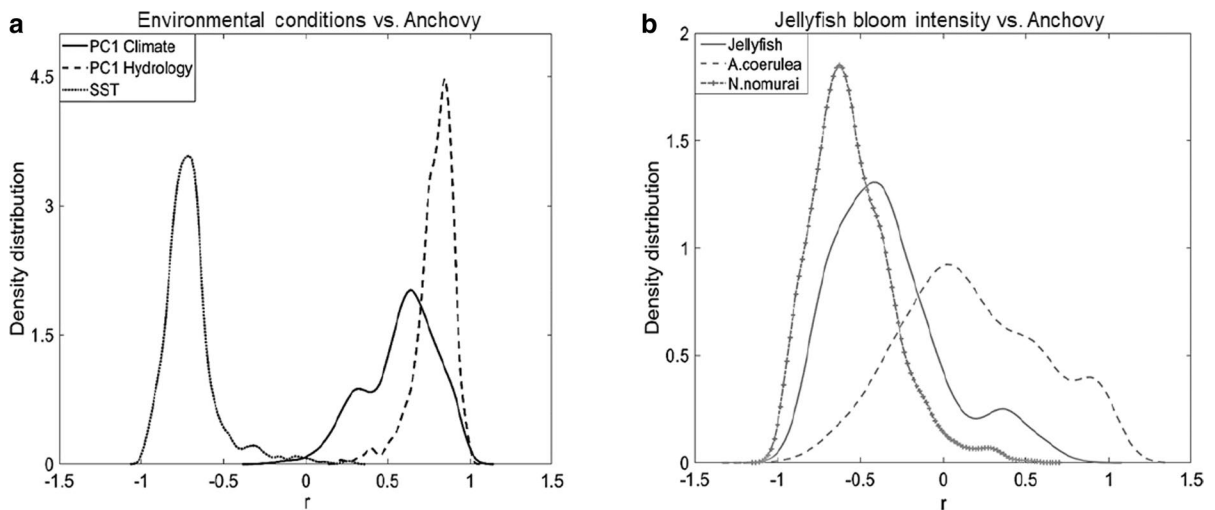 a
Environmental conditions vs. Anchovy
PC1 Climate
PC1 Hydrology
SST
4.5
3
1.5
0
Density distribution
-1.5 -1 -0.5 0 0.5 1 1.5
r
b
Jellyfish bloom intensity vs. Anchovy
Jellyfish
A.coerulea
N.nomurai
2
1.5
1
0.5
0
Density distribution
-1.5 -1 -0.5 0 0.5 1 1.5
r